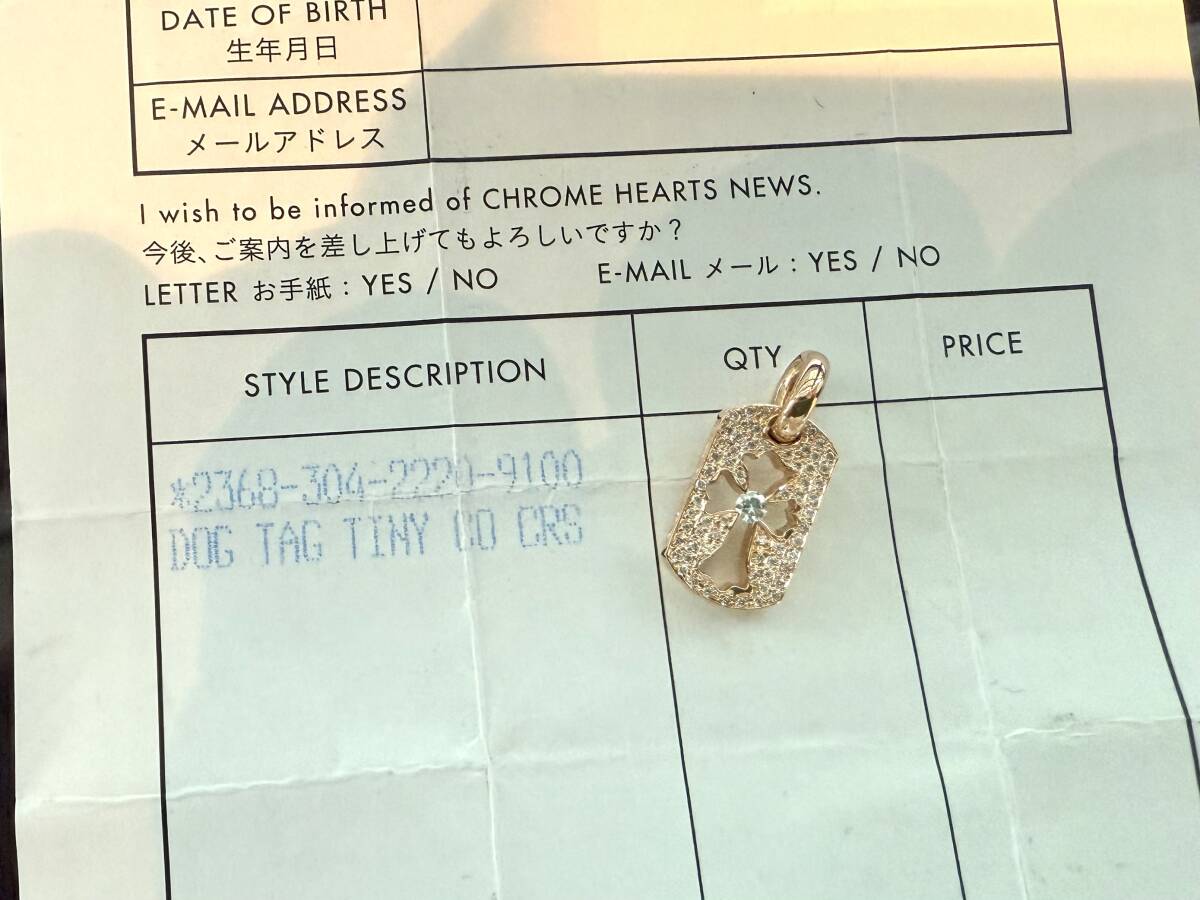 DATE OF BIRTH
生年月日
E-MAIL ADDRESS
メールアドレス
I wish to be informed of CHROME HEARTS NEWS.
今後、ご案内を差し上げてもよろしいですか？
LETTER お手紙：YES / NO E-MAIL メール：YES / NO
STYLE DESCRIPTION QTY PRICE
*2368-304-2220-9100
DOG TAG TINY CO CRS